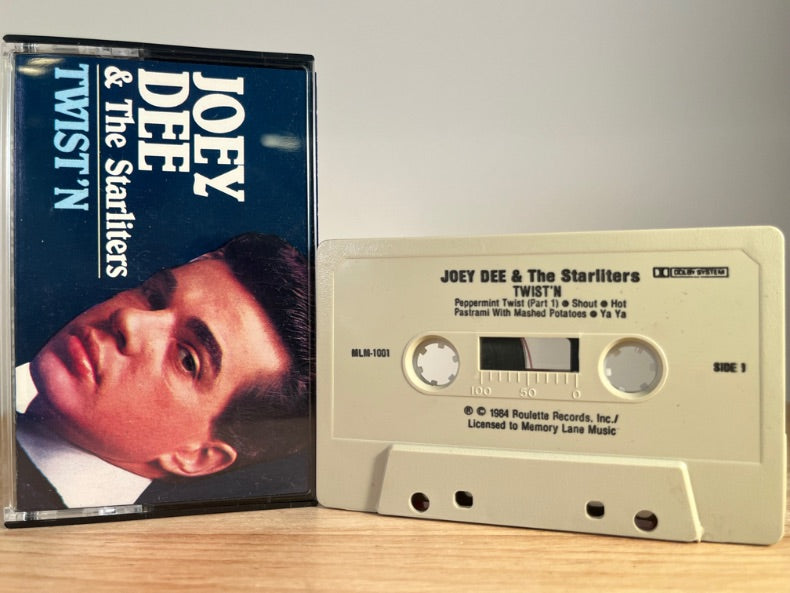 JOEY
DEE
& The Starliters
TWIST'N
JOEY DEE & The Starliters
DOLBY SYSTEM
TWIST'N
Peppermint Twist (Part 1) ● Shout ● Hot
Pastrami With Mashed Potatoes ● Ya Ya
MLM-1001
SIDE 1
100 50 0
℗ © 1984 Roulette Records, Inc./
Licensed to Memory Lane Music